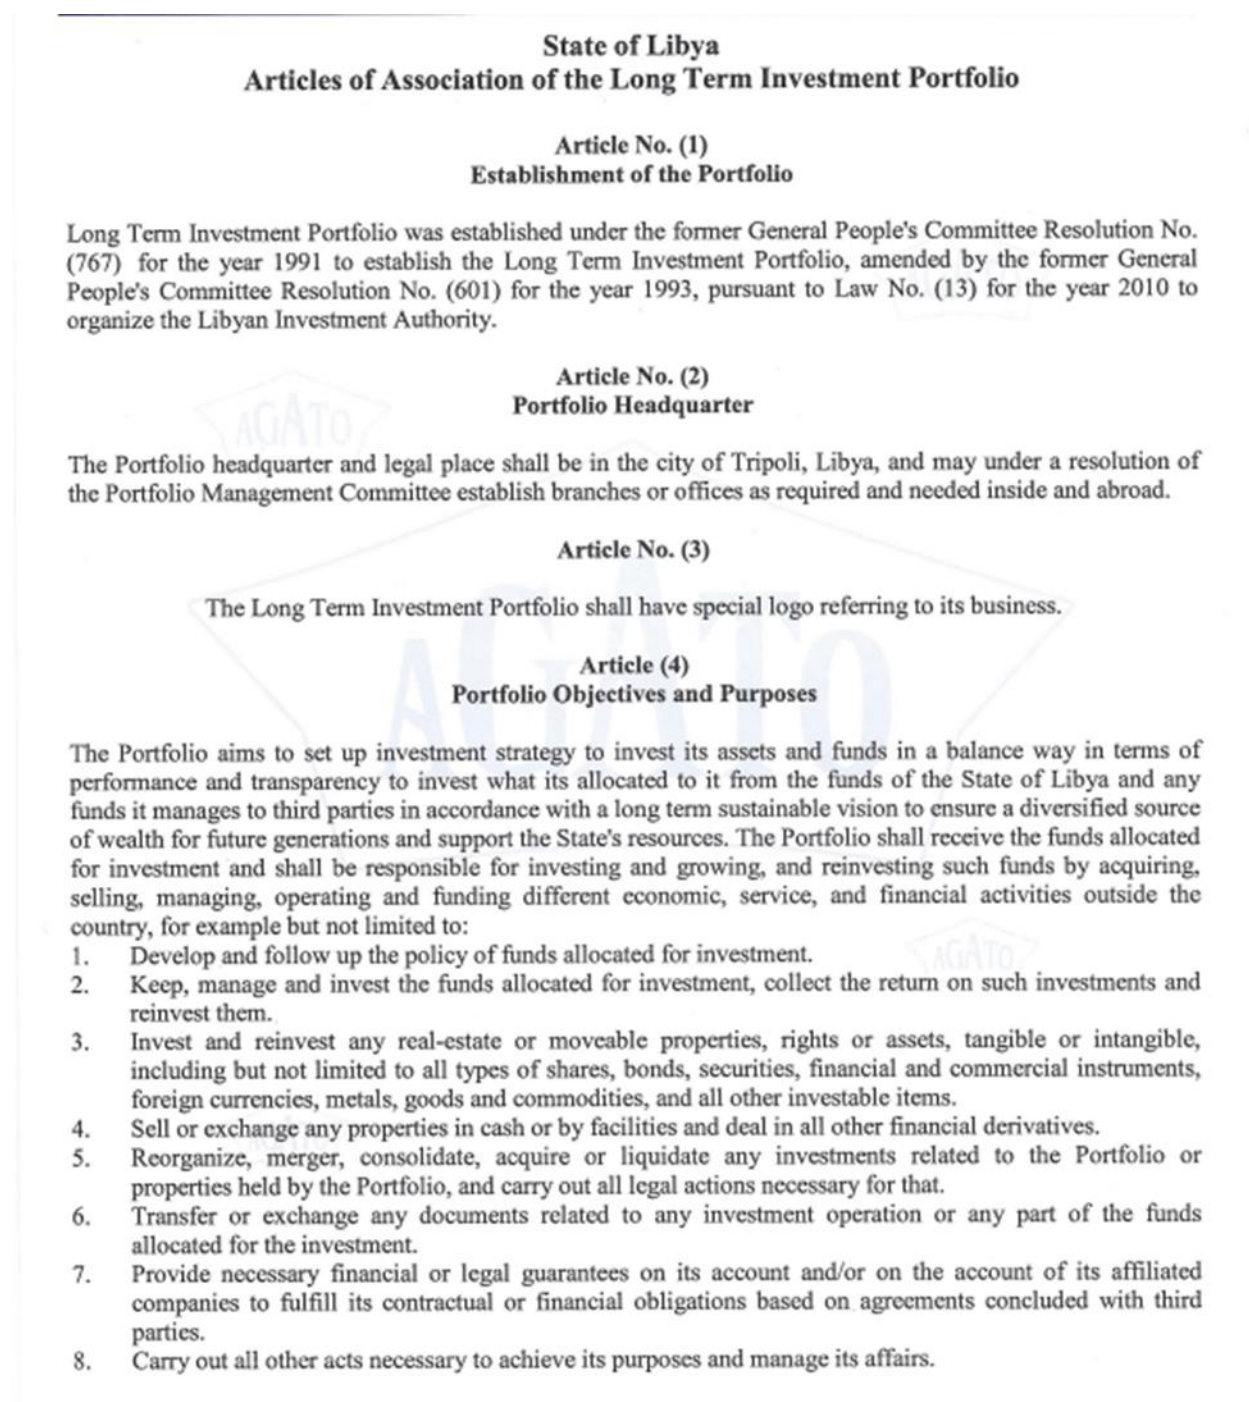 State of Libya
Articles of Association of the Long Term Investment Portfolio
Article No. (1)
Establishment of the Portfolio
Long Term Investment Portfolio was established under the former General People's Committee Resolution No.
(767) for the year 1991 to establish the Long Term Investment Portfolio, amended by the former General
People's Committee Resolution No. (601) for the year 1993, pursuant to Law No. (13) for the year 2010 to
organize the Libyan Investment Authority.
Article No. (2)
Portfolio Headquarter
AGATO
The Portfolio headquarter and legal place shall be in the city of Tripoli, Libya, and may under a resolution of
the Portfolio Management Committee establish branches or offices as required and needed inside and abroad.
Article No. (3)
The Long Term Investment Portfolio shall have special logo referring to its business.
AGATO
Article (4)
Portfolio Objectives and Purposes
The Portfolio aims to set up investment strategy to invest its assets and funds in a balance way in terms of
performance and transparency to invest what its allocated to it from the funds of the State of Libya and any
funds it manages to third parties in accordance with a long term sustainable vision to ensure a diversified source
of wealth for future generations and support the State's resources. The Portfolio shall receive the funds allocated
for investment and shall be responsible for investing and growing, and reinvesting such funds by acquiring,
selling, managing, operating and funding different economic, service, and financial activities outside the
country, for example but not limited to:
1. Develop and follow up the policy of funds allocated for investment.
AGATO
2. Keep, manage and invest the funds allocated for investment, collect the return on such investments and
reinvest them.
3. Invest and reinvest any real-estate or moveable properties, rights or assets, tangible or intangible,
including but not limited to all types of shares, bonds, securities, financial and commercial instruments,
foreign currencies, metals, goods and commodities, and all other investable items.
4. Sell or exchange any properties in cash or by facilities and deal in all other financial derivatives.
5. Reorganize, merger, consolidate, acquire or liquidate any investments related to the Portfolio or
properties held by the Portfolio, and carry out all legal actions necessary for that.
6. Transfer or exchange any documents related to any investment operation or any part of the funds
allocated for the investment.
7. Provide necessary financial or legal guarantees on its account and/or on the account of its affiliated
companies to fulfill its contractual or financial obligations based on agreements concluded with third
parties.
8. Carry out all other acts necessary to achieve its purposes and manage its affairs.